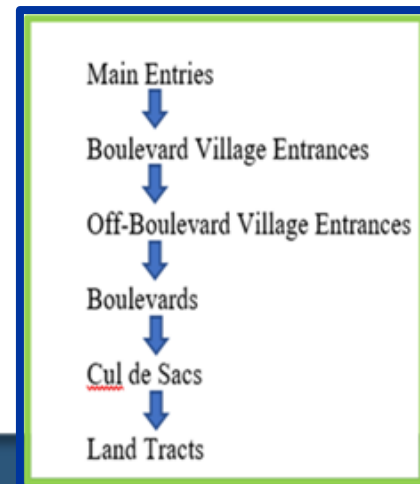 Main Entries
Boulevard Village Entrances
Off-Boulevard Village Entrances
Boulevards
Cul de Sacs
Land Tracts